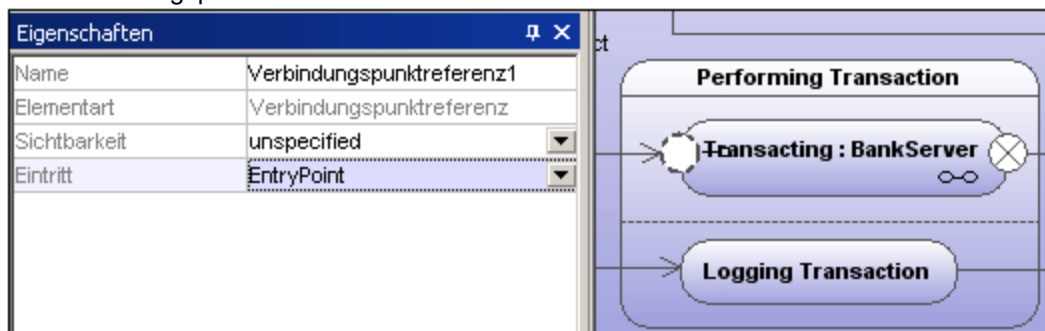 Eigenschaften
Name Verbindungspunktreferenz1
Elementart Verbindungspunktreferenz
Sichtbarkeit unspecified
Eintritt EntryPoint
ct
Performing Transaction
Transacting : BankServer
Logging Transaction